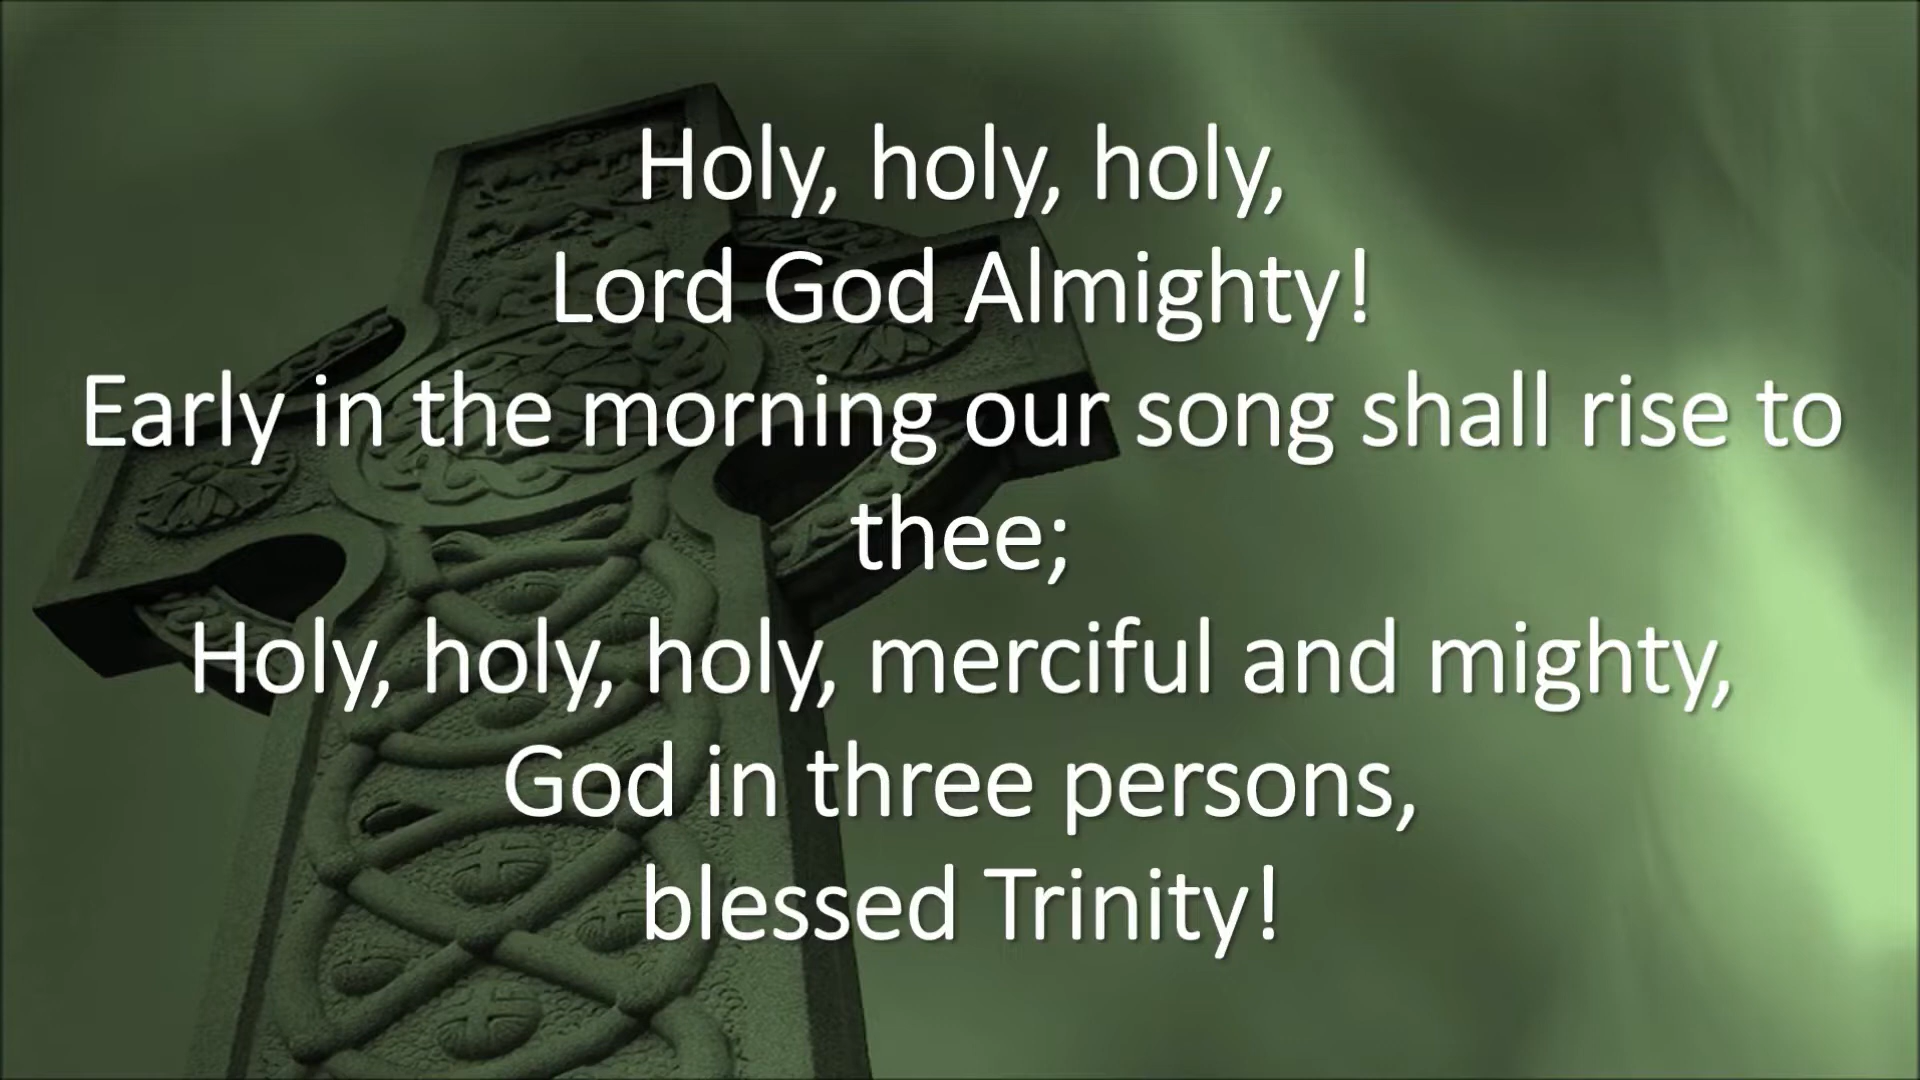 Holy, holy, holy,
Lord God Almighty!
Early in the morning our song shall rise to
thee;
Holy, holy, holy, merciful and mighty,
God in three persons,
blessed Trinity!